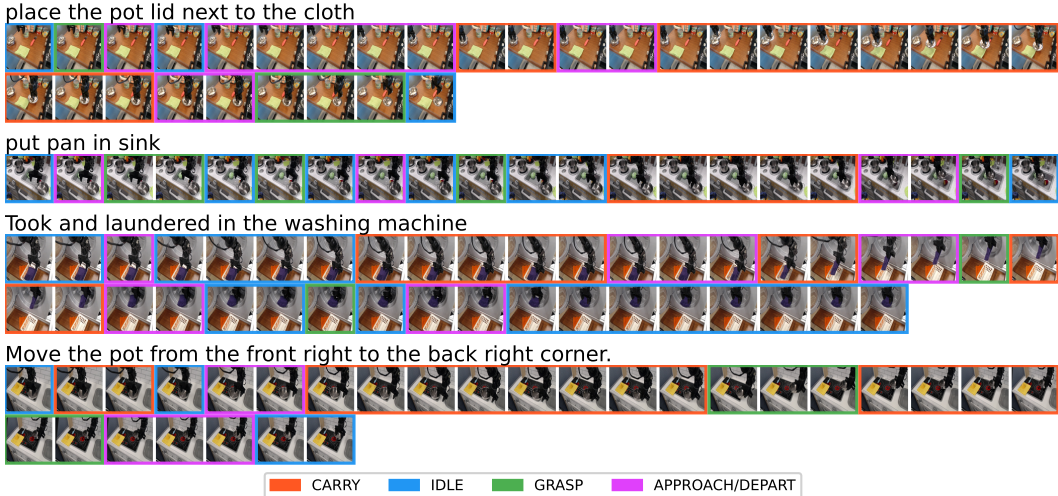 place the pot lid next to the cloth
put pan in sink
Took and laundered in the washing machine
Move the pot from the front right to the back right corner.
CARRY IDLE GRASP APPROACH/DEPART